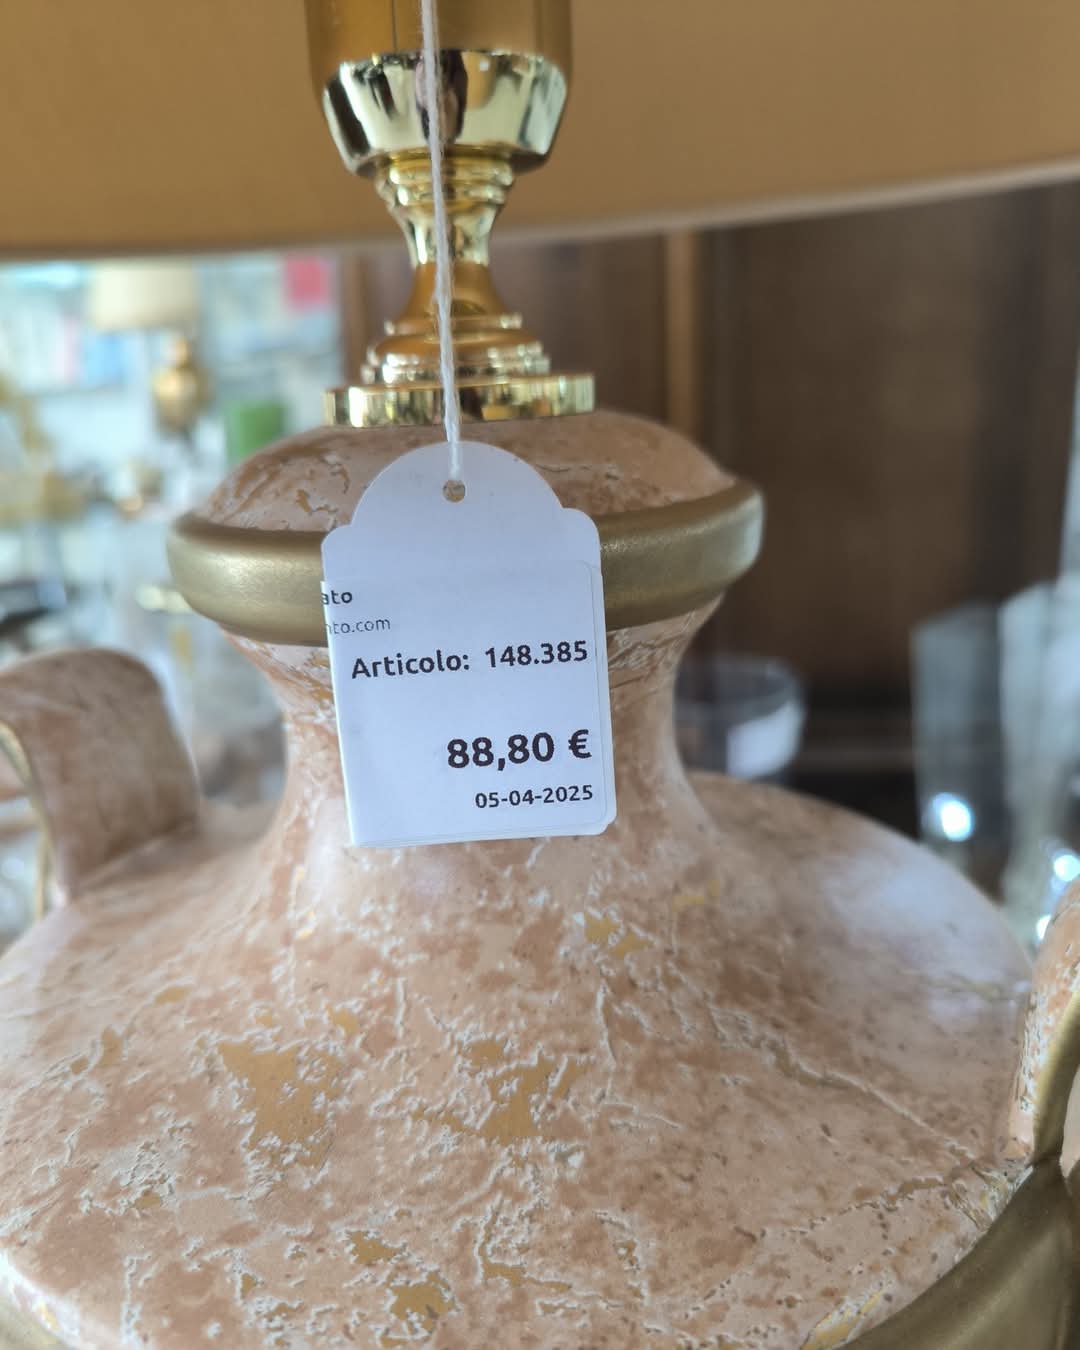 ato
nto.com
Articolo: 148.385
88,80 €
05-04-2025